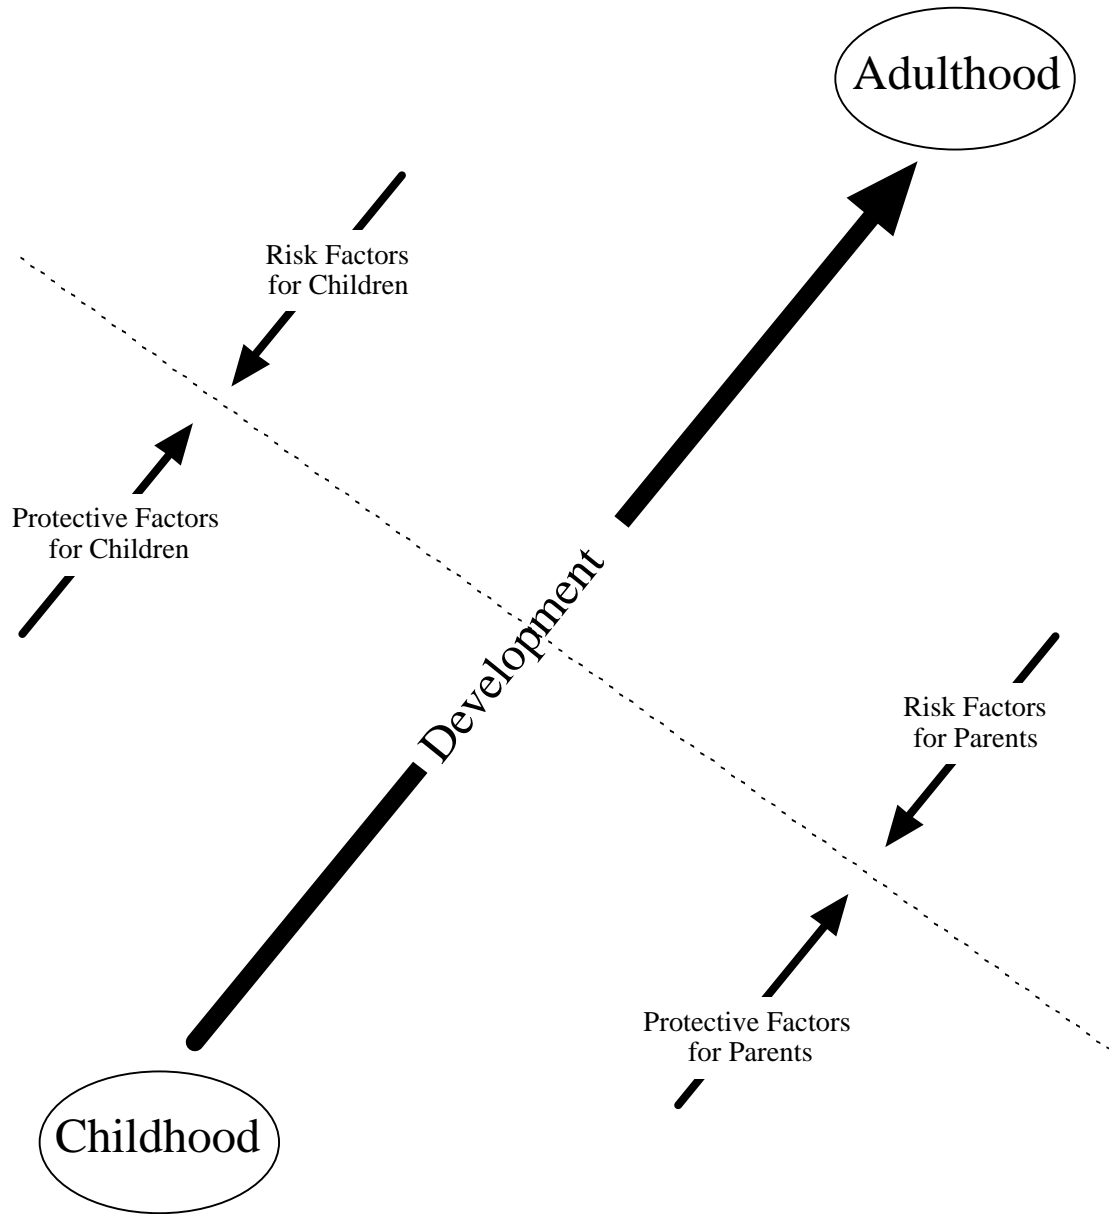 Adulthood
Risk Factors
for Children
Protective Factors
for Children
Development
Risk Factors
for Parents
Protective Factors
for Parents
Childhood